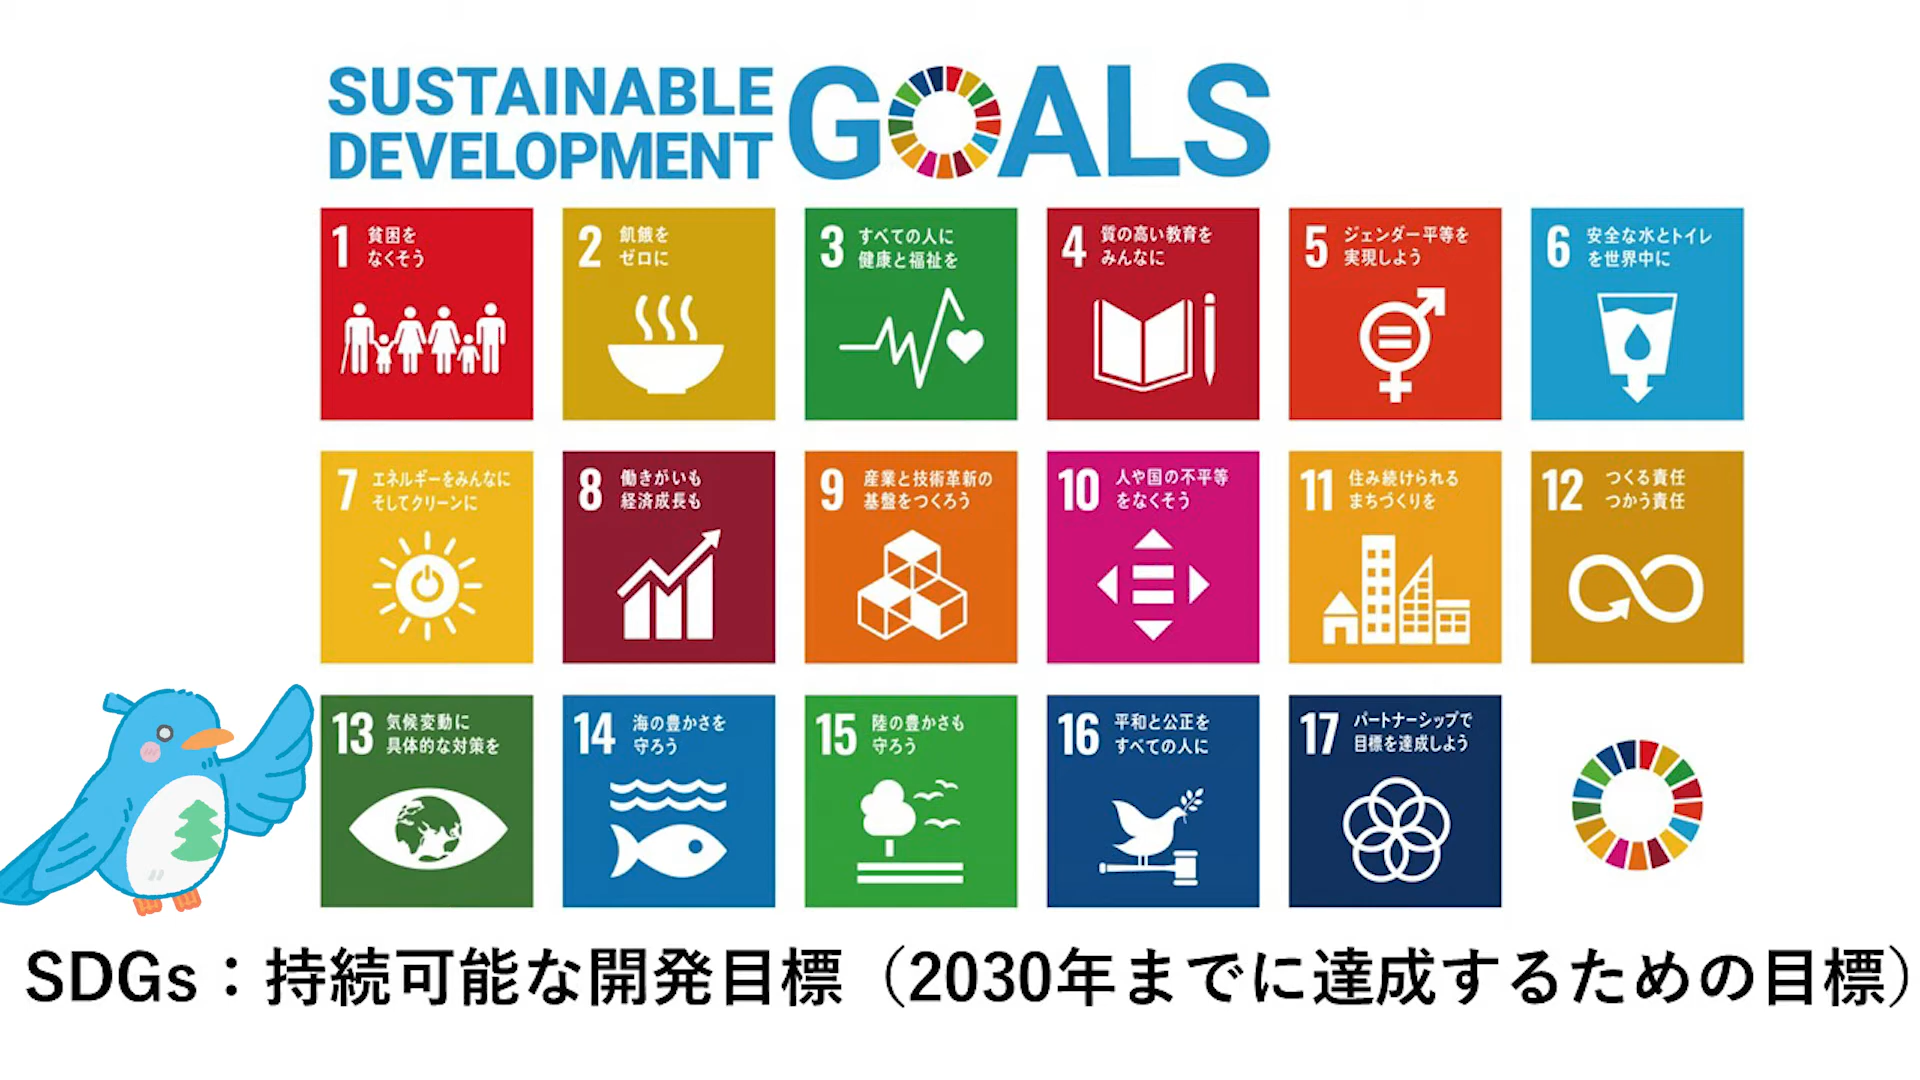 SUSTAINABLE
DEVELOPMENT
GOALS
1 貧困を
なくそう
2 飢餓を
ゼロに
3 すべての人に
健康と福祉を
4 質の高い教育を
みんなに
5 ジェンダー平等を
実現しよう
6 安全な水とトイレ
を世界中に
7 エネルギーをみんなに
そしてクリーンに
8 働きがいも
経済成長も
9 産業と技術革新の
基盤をつくろう
10 人や国の不平等
をなくそう
11 住み続けられる
まちづくりを
12 つくる責任
つかう責任
13 気候変動に
具体的な対策を
14 海の豊かさを
守ろう
15 陸の豊かさも
守ろう
16 平和と公正を
すべての人に
17 パートナーシップで
目標を達成しよう
SDGs：持続可能な開発目標（2030年までに達成するための目標）